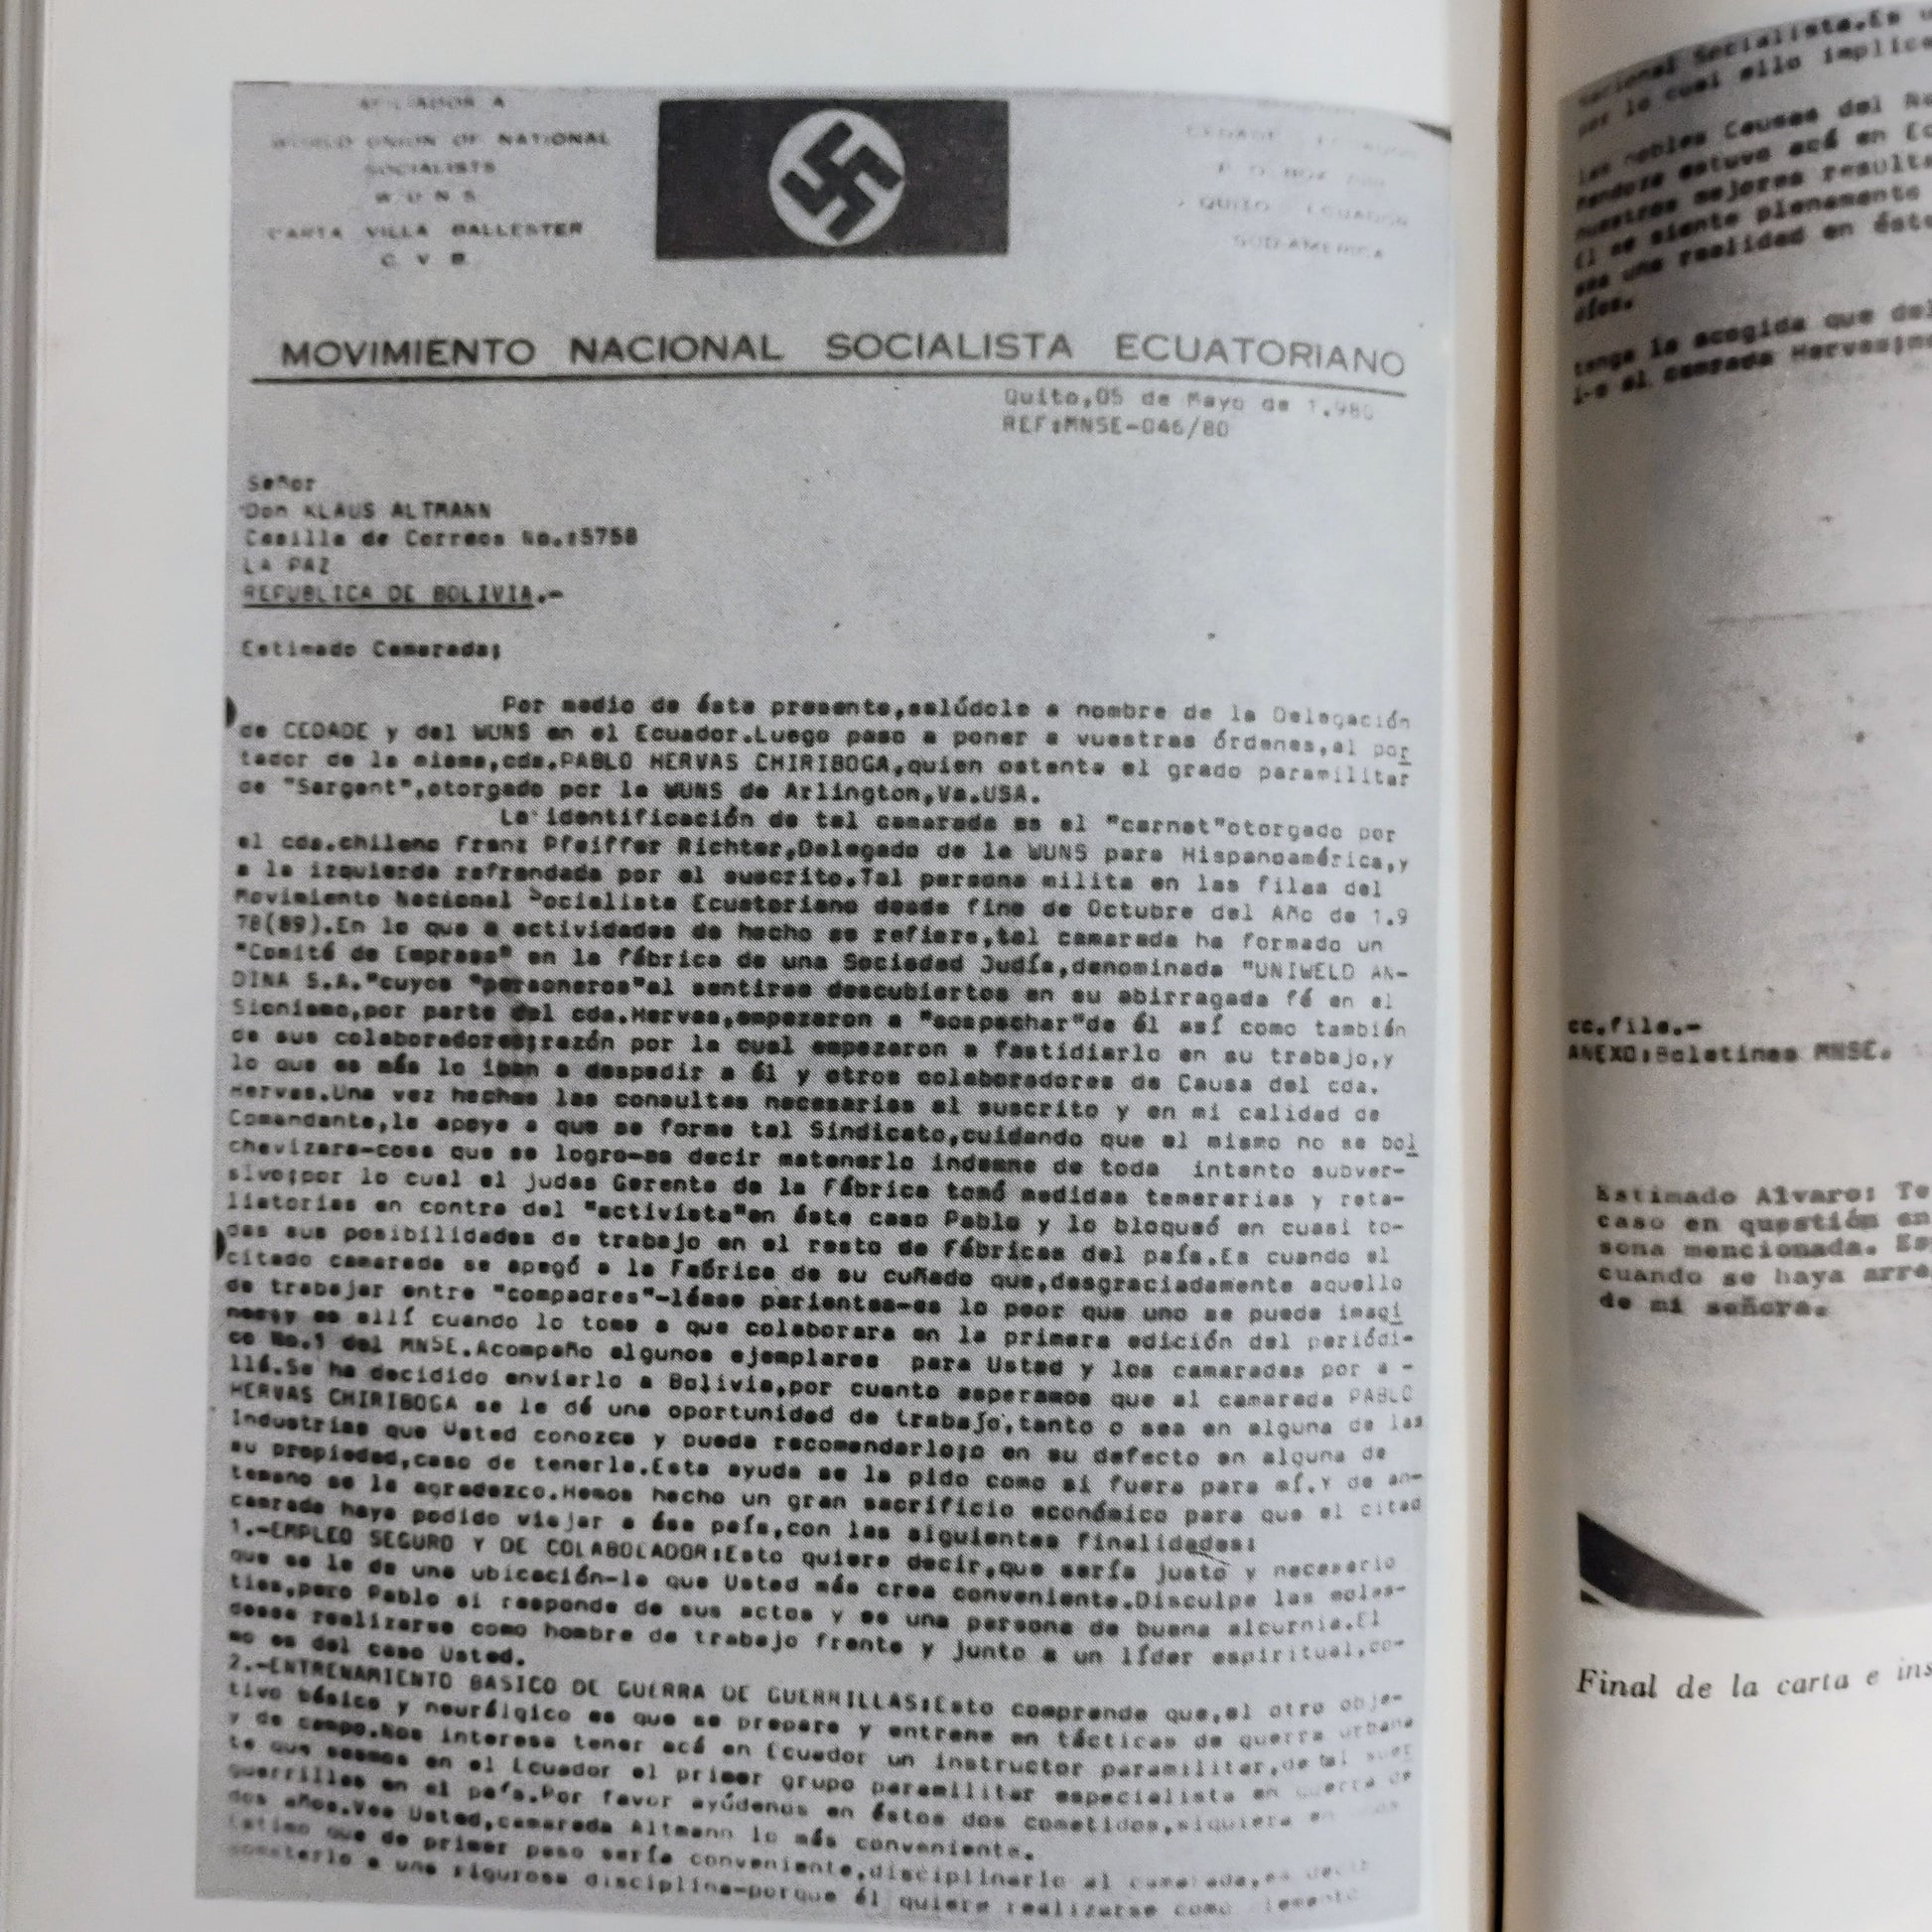 AFILIADOR A
WORLD UNION OF NATIONAL
SOCIALISTS
W U N S
CARTA VILLA BALLESTER
C V B
CEDADE ECUADOR
P. O. BOX
QUITO ECUADOR
SUD-AMERICA
MOVIMIENTO NACIONAL SOCIALISTA ECUATORIANO
Quito,05 de Mayo de 1.980
REF:MNSE-046/80
Señor
Don KLAUS ALTMANN
Casilla de Correos No.:5758
LA PAZ
REPUBLICA DE BOLIVIA.-
Estimado Camarada;
Por medio de éste presente,salúdole a nombre de la Delegación
de CEDADE y del WUNS en el Ecuador.Luego paso a poner a vuestras órdenes,al por
tador de la misma,cda.PABLO HERVAS CHIRIBOGA,quien ostenta el grado paramilitar
de "Sargent",otorgado por la WUNS de Arlington,Va.USA.
La identificación de tal camarada es el "carnet"otorgado por
el cda.chileno Franz Pfeiffer Richter,Delegado de la WUNS para Hispanoamérica,y
a la izquierda refrendada por el suscrito.Tal persona milita en las filas del
Movimiento Nacional Socialista Ecuatoriano desde fine de Octubre del Año de 1.9
78(89).En lo que a actividades de hecho se refiere,tal camarada ha formado un
"Comité de Empresa" en la fábrica de una Sociedad Judía,denominada "UNIWELD AN-
DINA S.A."cuyos "personeros"al sentirse descubiertos en su abirragada fé en el
Sionismo,por parte del cda.Hervas,empezaron a "sospechar"de él así como también
de sus colaboradores;razón por la cual empezaron a fastidiarlo en su trabajo,y
lo que es más lo iban a despedir a él y otros colaboradores de Causa del cda.
Hervas.Una vez hechas las consultas necesarias al suscrito y en mi calidad de
Comandante,le apoye a que se forme tal Sindicato,cuidando que el mismo no se bol
chevizara-cosa que se logro-es decir matenerlo indemne de toda intento subver-
sivo;por lo cual el judas Gerente de la Fábrica tomó medidas temerarias y reta-
liatorias en contra del "activista"en éste caso Pablo y lo bloqueó en cuasi to-
das sus posibilidades de trabajo en el resto de Fábricas del país.Es cuando el
citado camarada se apegó a la Fabrica de su cuñado que,desgraciadamente aquello
de trabajar entre "compadres"-léase parientes-es lo peor que uno se puede imagi
nar;y es allí cuando lo tome a que colaborara en la primera edición del periódi-
co No.1 del MNSE.Acompaño algunos ejemplares para Usted y los camaradas por a -
llá.Se ha decidido enviarlo a Bolivia,por cuanto esperamos que al camarada PABLO
HERVAS CHIRIBOGA se le dé una oportunidad de trabajo,tanto o sea en alguna de las
Industrias que Usted conozca y pueda recomendarlo;o en su defecto en alguna de
su propiedad,caso de tenerla.Esta ayuda se la pido como si fuera para mí.Y de an-
temano se la agradezco.Hemos hecho un gran sacrificio económico para que el citad
camrada haya podido viajar a ése país,con las siguientes finalidades:
1.-EMPLEO SEGURO Y DE COLABOLADOR:Esto quiere decir,que sería justo y necesario
que se le de una ubicación-la que Usted más crea conveniente.Disculpe las moles-
tias,pero Pablo si responde de sus actos y es una persona de buena alcurnia.El
desea realizarse como hombre de trabajo frente y junto a un líder espiritual,co-
mo es del caso Usted.
2.-ENTRENAMIENTO BASICO DE GUERRA DE GUERRILLAS:Esto comprende que,el otro obje-
tivo básico y neurálgico es que se prepare y entrene en tácticas de guerra urbana
y de campo.Nos interesa tener acá en Ecuador un instructor paramilitar,de tal suer
te que seamos en el Ecuador el primer grupo paramilitar especialista en guerra de
guerrillas en el país.Por favor ayúdenos en éstos dos cometidos,siquiera en
dos años.Vea Usted,camarada Altmann lo más conveniente.
Estimo que de primer paso sería conveniente,disciplinarlo al camarada,es decir
someterlo a una rigurosa disciplina-porque él quiere realizarse como elemento
Nacional Socialista.Es
por lo cual ello implica
las nobles Causas del
Mendoza estuvo acá en
nuestros mejores
El se siente plenamente
sea una realidad en
días.
tenga la acogida que
al camrada Hervas
cc.file.-
ANEXO:Boletines MNSE.
Estimado Alvaro: Te
caso en questión en
sona mencionada.
cuando se haya
de mi señora.
Final de la carta e ins